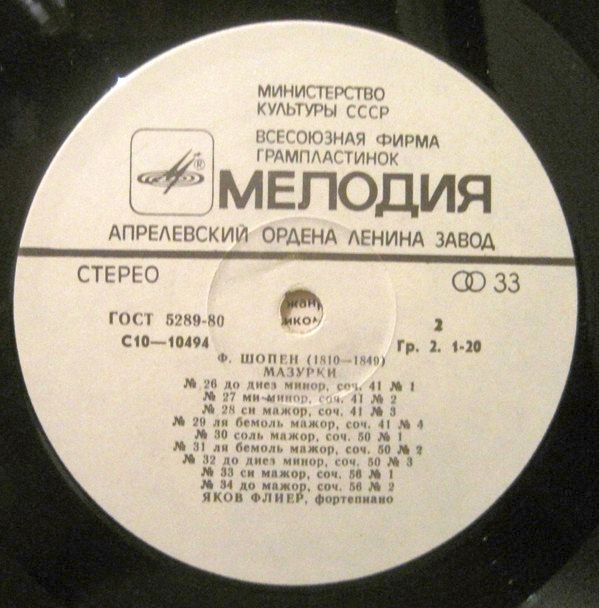 МИНИСТЕРСТВО
КУЛЬТУРЫ СССР
ВСЕСОЮЗНАЯ ФИРМА
ГРАМПЛАСТИНОК
®
МЕЛОДИЯ
АПРЕЛЕВСКИЙ ОРДЕНА ЛЕНИНА ЗАВОД
СТЕРЕО
33
ГОСТ 5289-80
С10—10494
2
Гр. 2. 1-20
Ф. ШОПЕН (1810—1849)
МАЗУРКИ
№ 26 до диез минор, соч. 41 № 1
№ 27 ми-минор, соч. 41 № 2
№ 28 си мажор, соч. 41 № 3
№ 29 ля бемоль мажор, соч. 41 № 4
№ 30 соль мажор, соч. 50 № 1
№ 31 ля бемоль мажор, соч. 50 № 2
№ 32 до диез минор, соч. 50 № 3
№ 33 си мажор, соч. 56 № 1
№ 34 до мажор, соч. 56 № 2
ЯКОВ ФЛИЕР, фортепиано